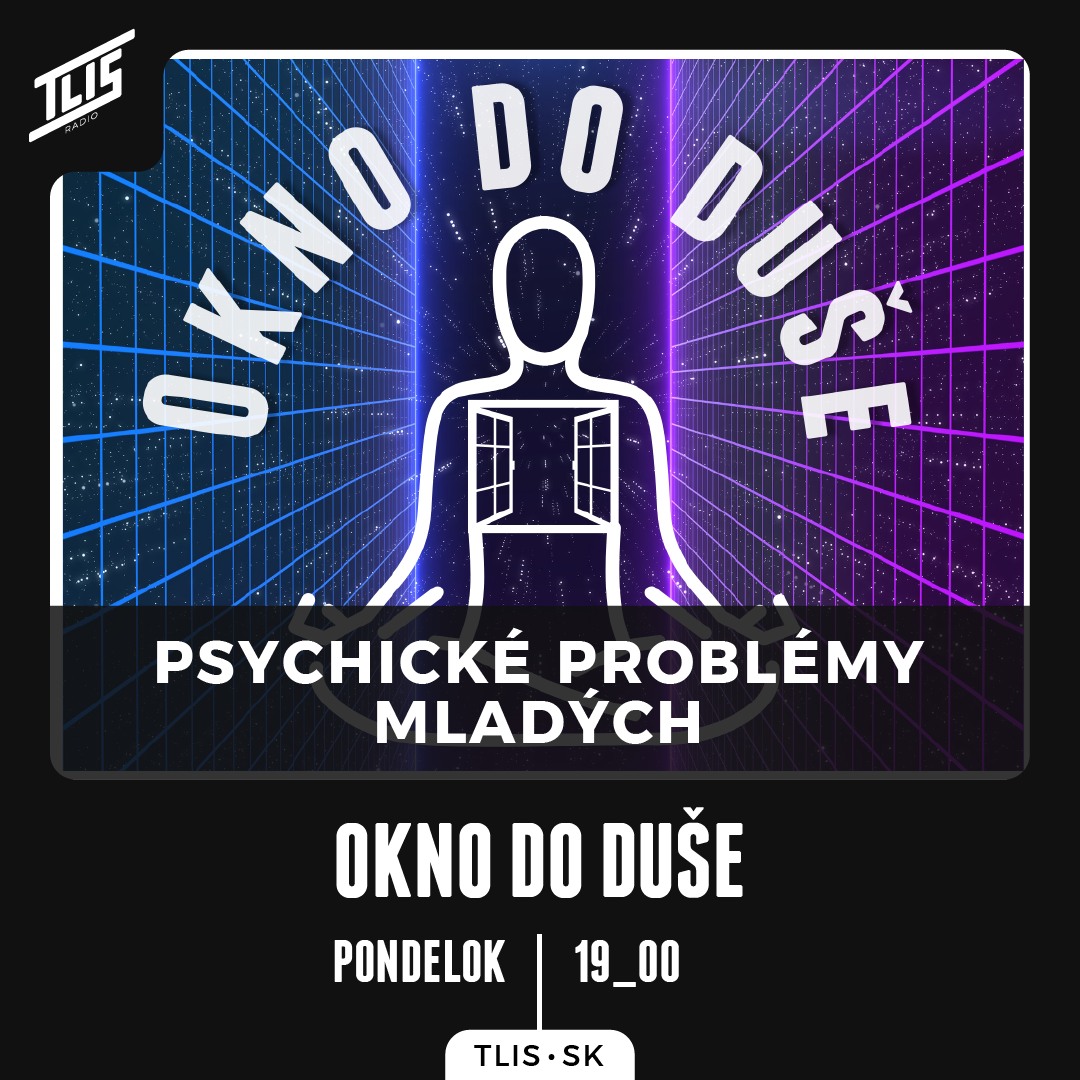 TLIS
RADIO
OKNO DO DUŠE
PSYCHICKÉ PROBLÉMY
MLADÝCH
OKNO DO DUŠE
PONDELOK | 19_00
TLIS•SK